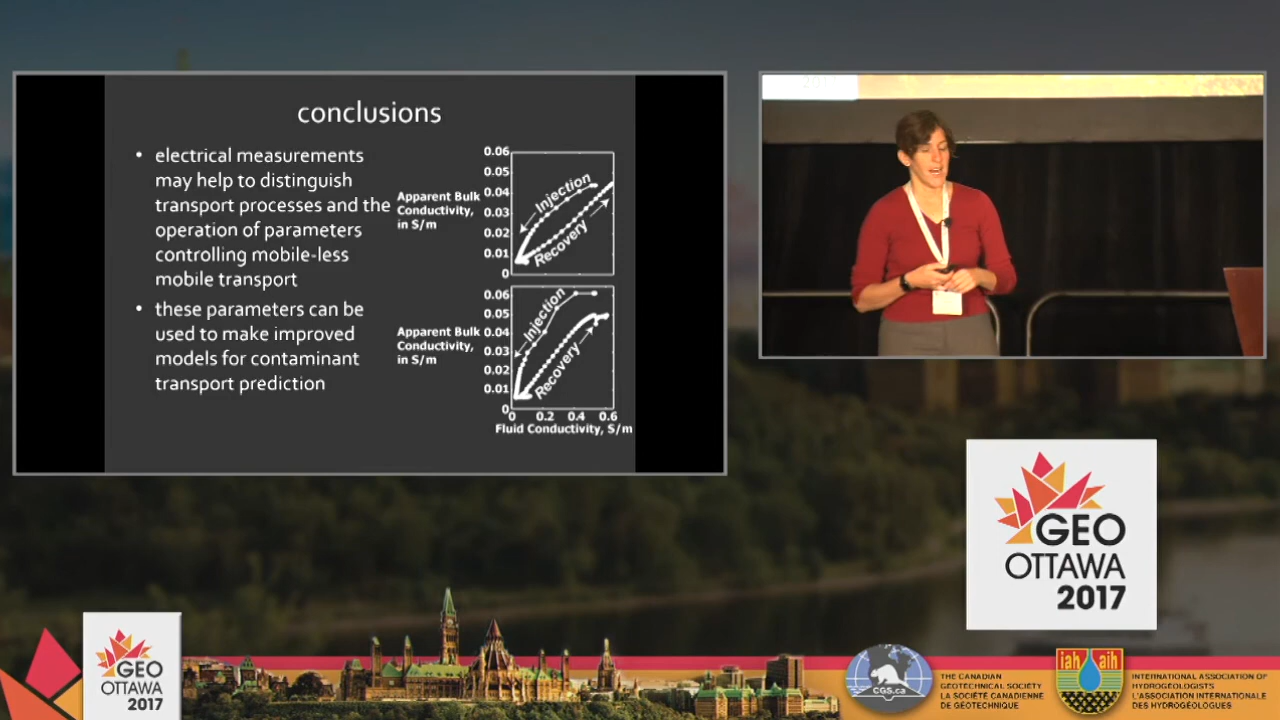 conclusions
• electrical measurements
may help to distinguish
transport processes and the
operation of parameters
controlling mobile-less
mobile transport
• these parameters can be
used to make improved
models for contaminant
transport prediction
0.06
0.05
0.04
0.03
0.02
0.01
0
Apparent Bulk
Conductivity,
in S/m
Injection
Recovery
0.06
0.05
0.04
0.03
0.02
0.01
0
Apparent Bulk
Conductivity,
in S/m
Injection
Recovery
0 0.2 0.4 0.6
Fluid Conductivity, S/m
GEO
OTTAWA
2017
GEO
OTTAWA
2017
CGS.ca
THE CANADIAN
GEOTECHNICAL SOCIETY
LA SOCIÉTÉ CANADIENNE
DE GÉOTECHNIQUE
iah aih
INTERNATIONAL ASSOCIATION OF
HYDROGEOLOGISTS
L'ASSOCIATION INTERNATIONALE
DES HYDROGÉOLOGUES